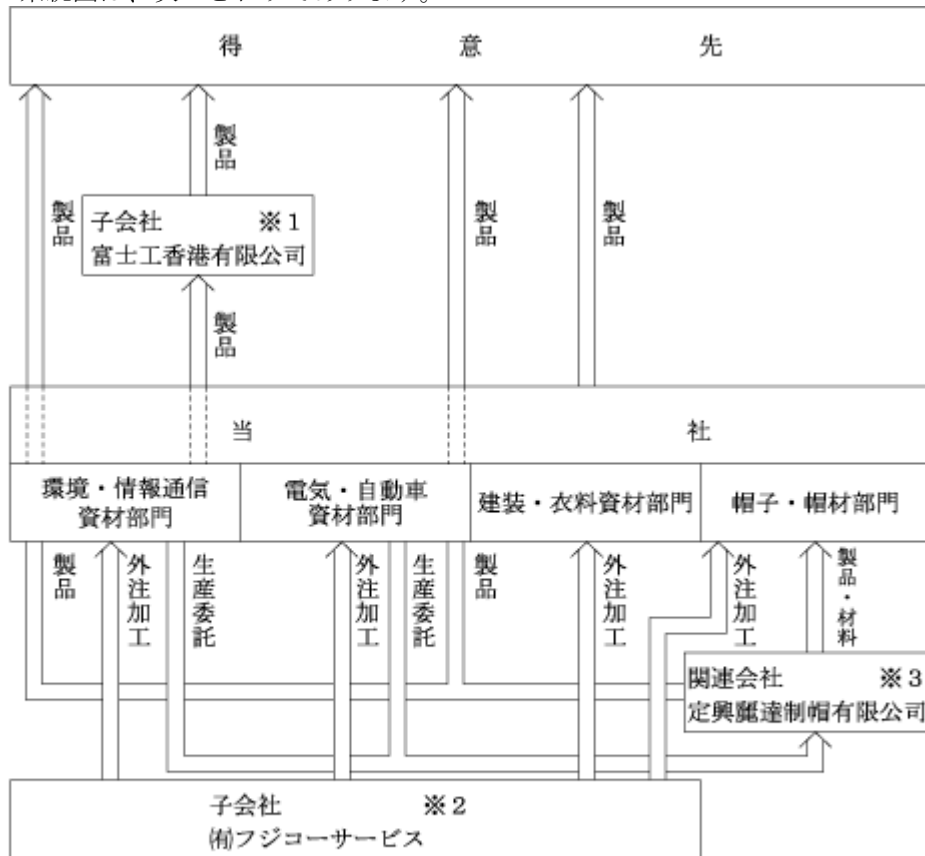 得意先
製品
製品
子会社 ※1
富士工香港有限公司
製品
製品
製品
当社
環境・情報通信
資材部門
電気・自動車
資材部門
建装・衣料資材部門
帽子・帽材部門
製品
外注加工
生産委託
外注加工
生産委託
製品
外注加工
外注加工
製品・材料
関連会社 ※3
定興麗達制帽有限公司
子会社 ※2
㈲フジコーサービス